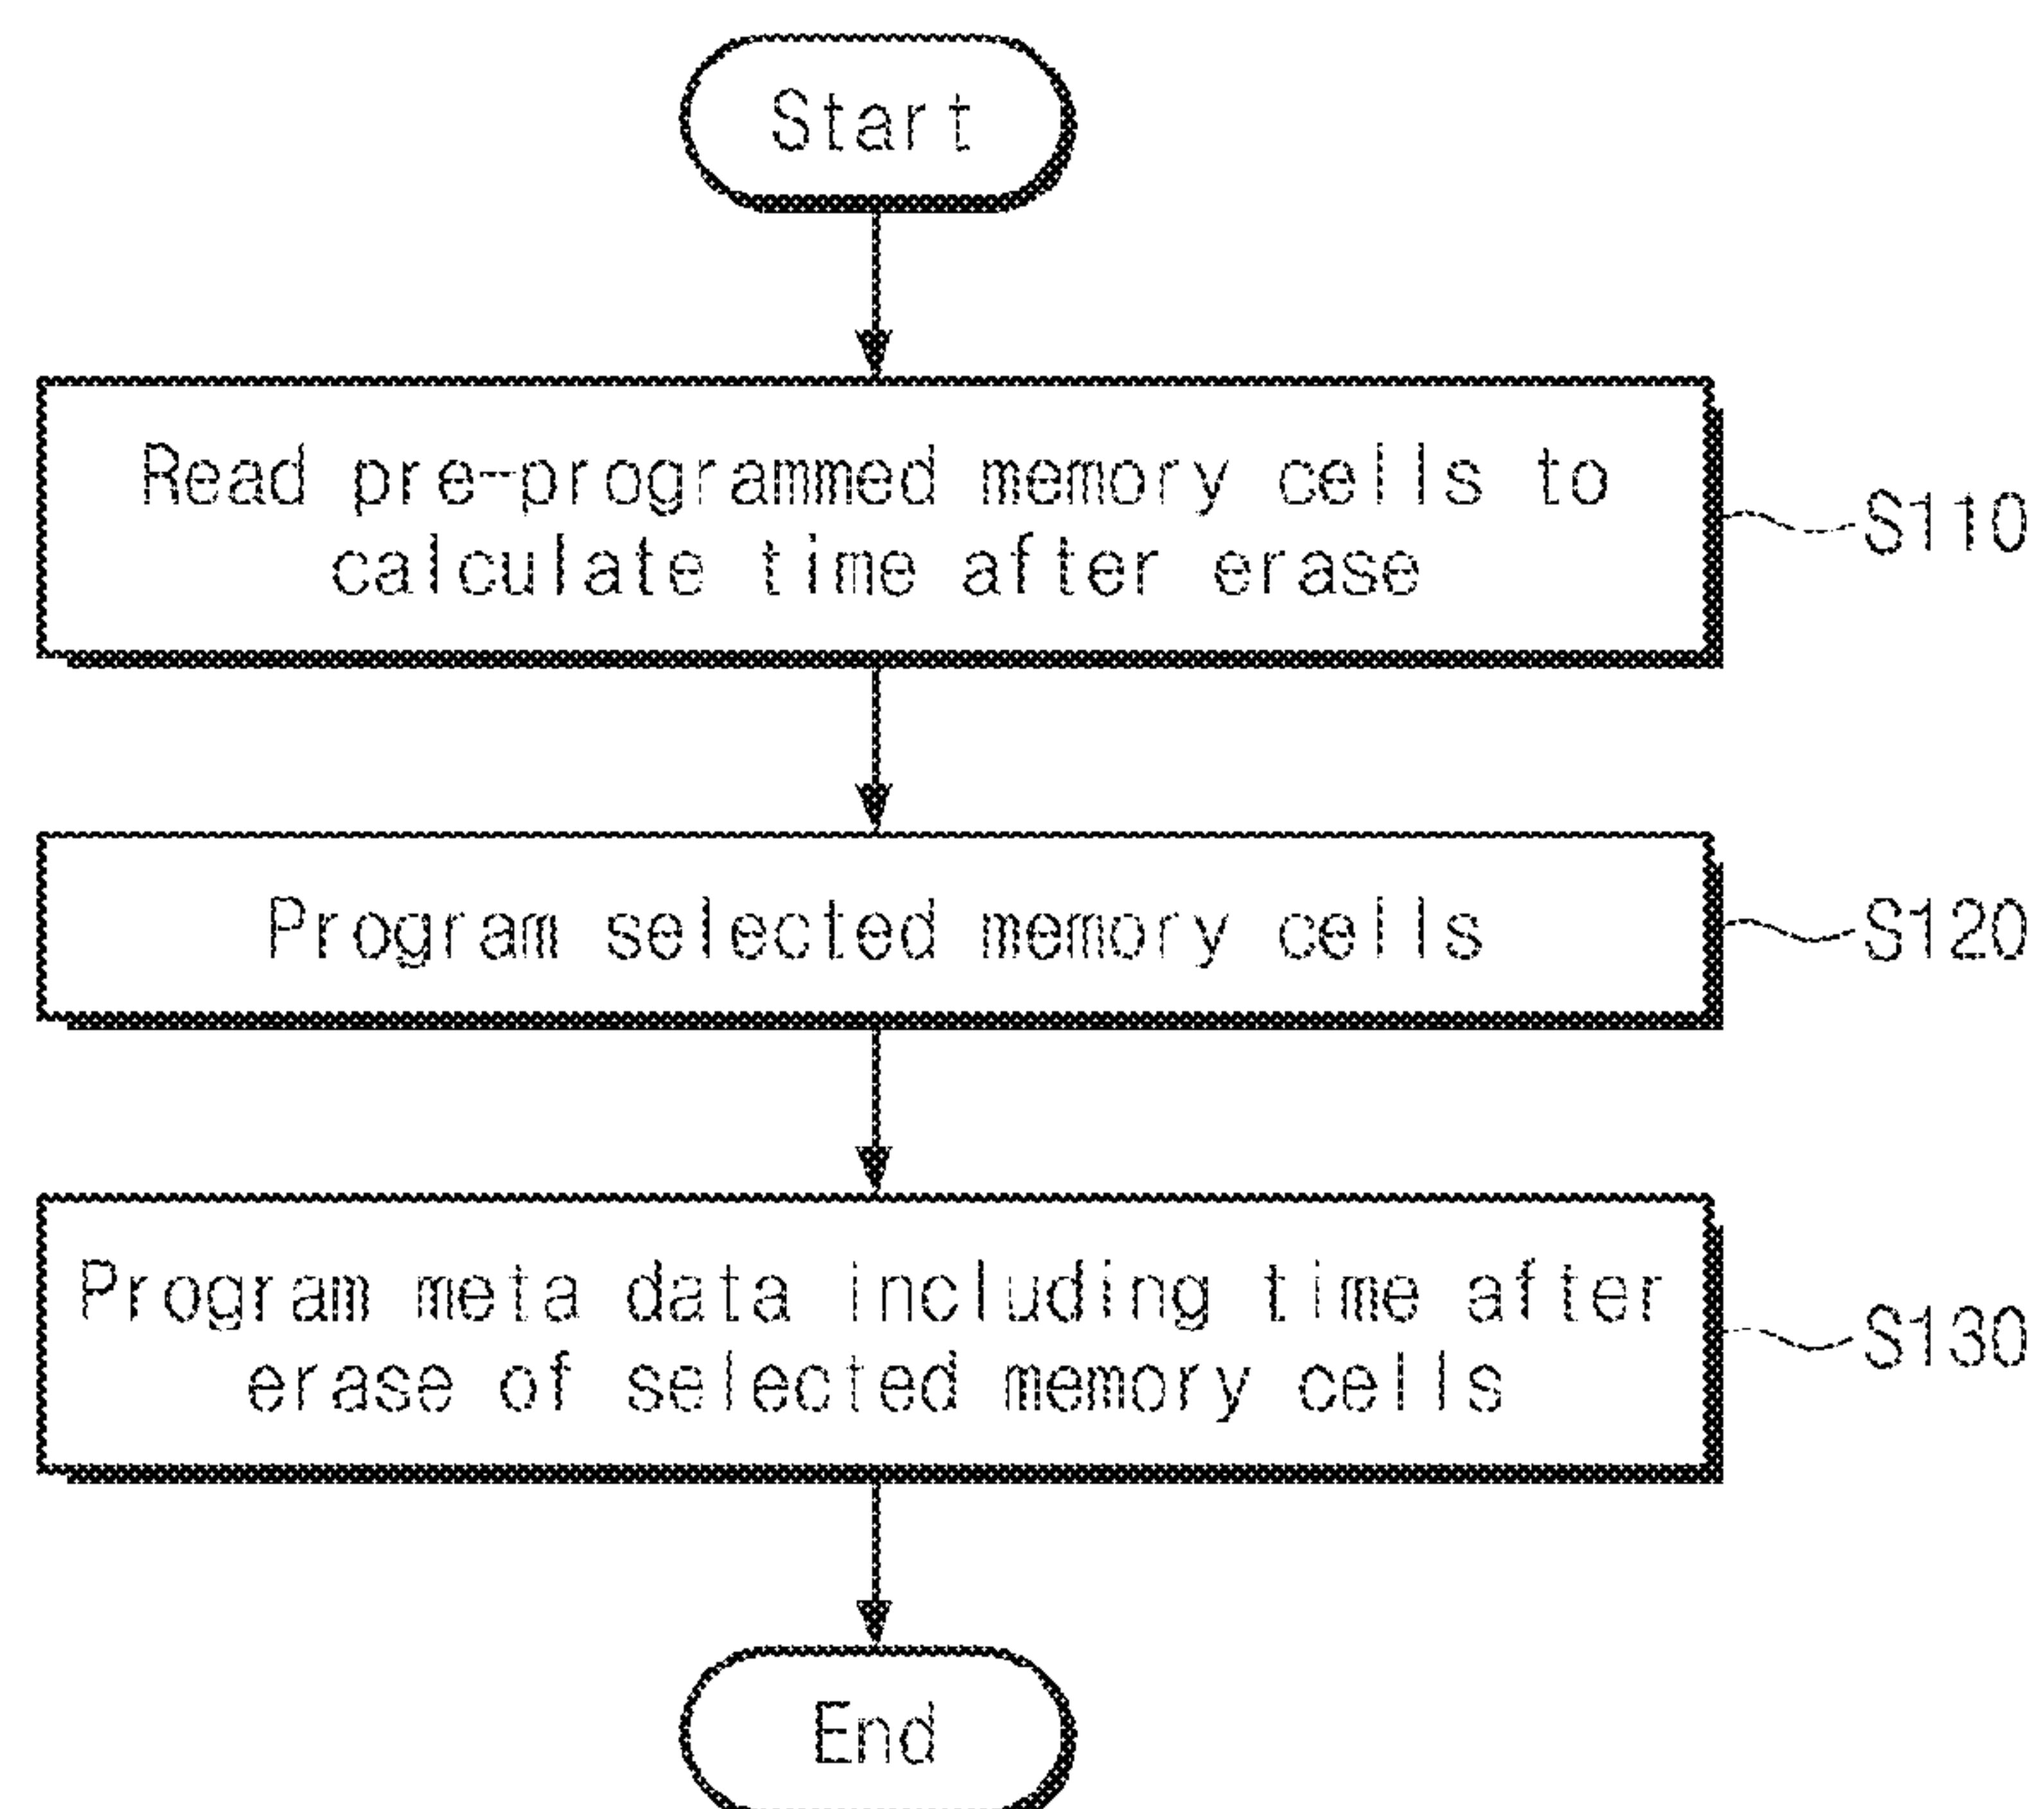 Start
Read pre-programmed memory cells to
calculate time after erase
S110
Program selected memory cells
S120
Program meta data including time after
erase of selected memory cells
S130
End